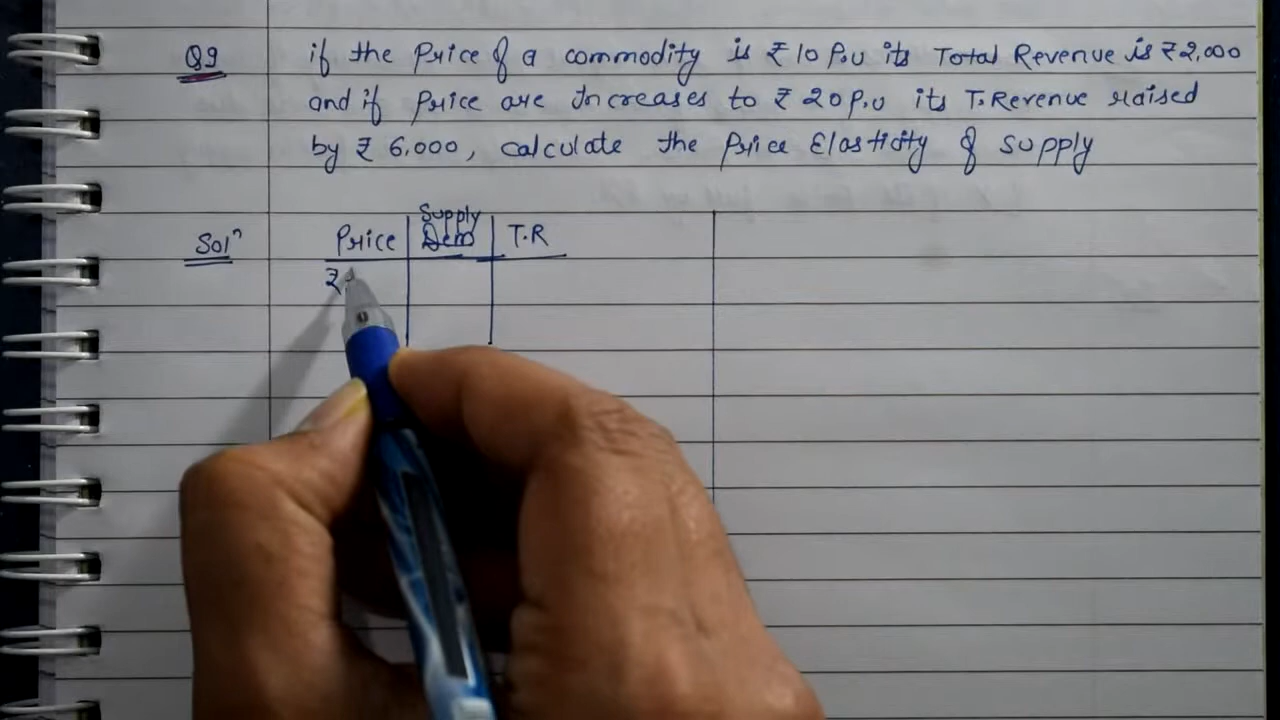 Q9 if the Price of a commodity is ₹10 P.u its Total Revenue is ₹2,000
and if Price are Increases to ₹20 P.u its T.Revenue raised
by ₹ 6,000, calculate the Price Elasticity of Supply
Supply
Solⁿ Price Dem T.R
₹